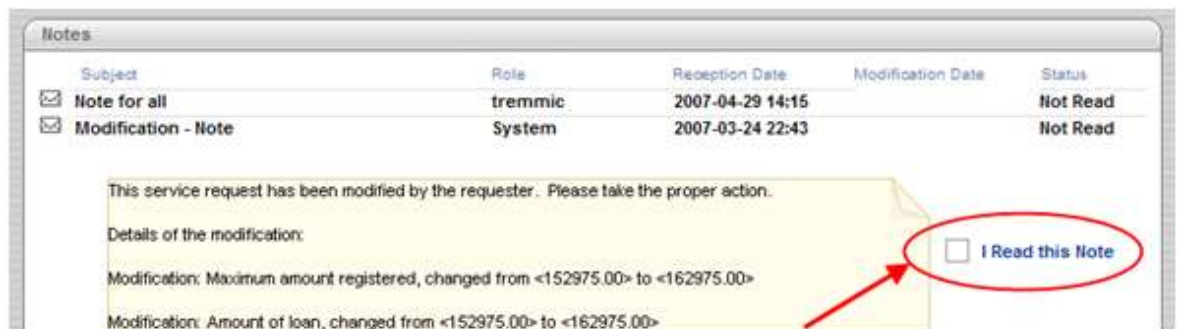 Notes
Subject Role Reception Date Modification Date Status
Note for all tremmic 2007-04-29 14:15 Not Read
Modification - Note System 2007-03-24 22:43 Not Read
This service request has been modified by the requester. Please take the proper action.
Details of the modification:
I Read this Note
Modification: Maximum amount registered, changed from <152975.00> to <162975.00>
Modification: Amount of loan, changed from <152975.00> to <162975.00>